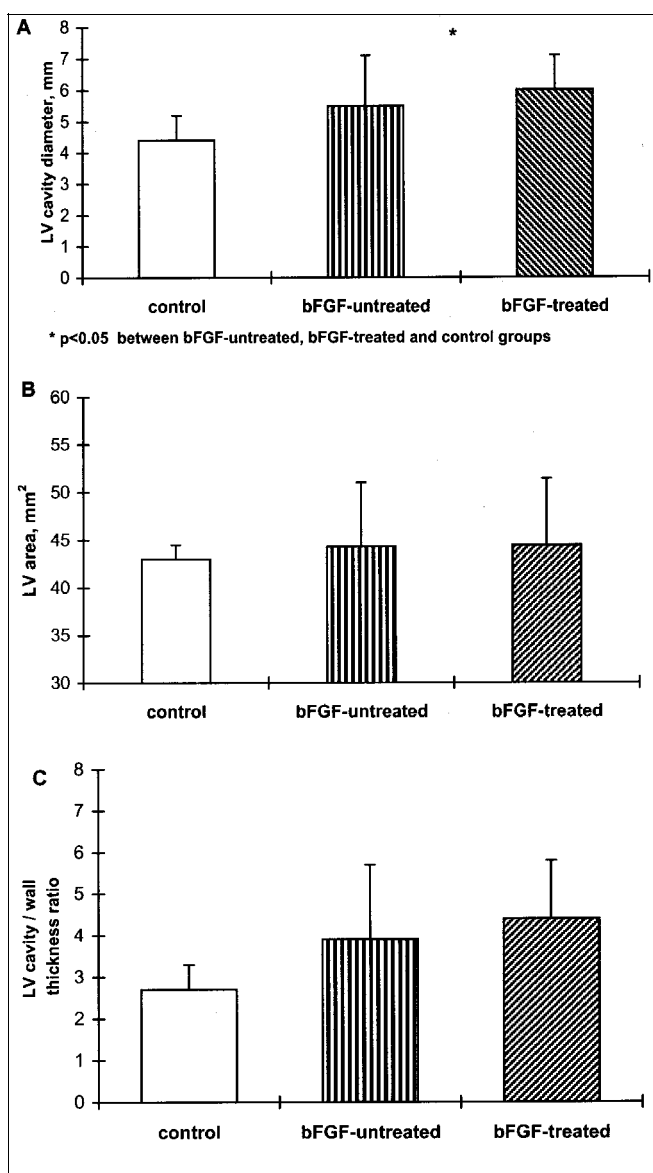 A
LV cavity diameter, mm
8
7
6
5
4
3
2
1
0
*
control bFGF-untreated bFGF-treated
* p<0.05 between bFGF-untreated, bFGF-treated and control groups
B
LV area, mm²
60
55
50
45
40
35
30
control bFGF-untreated bFGF-treated
C
LV cavity / wall
thickness ratio
8
7
6
5
4
3
2
1
0
control bFGF-untreated bFGF-treated